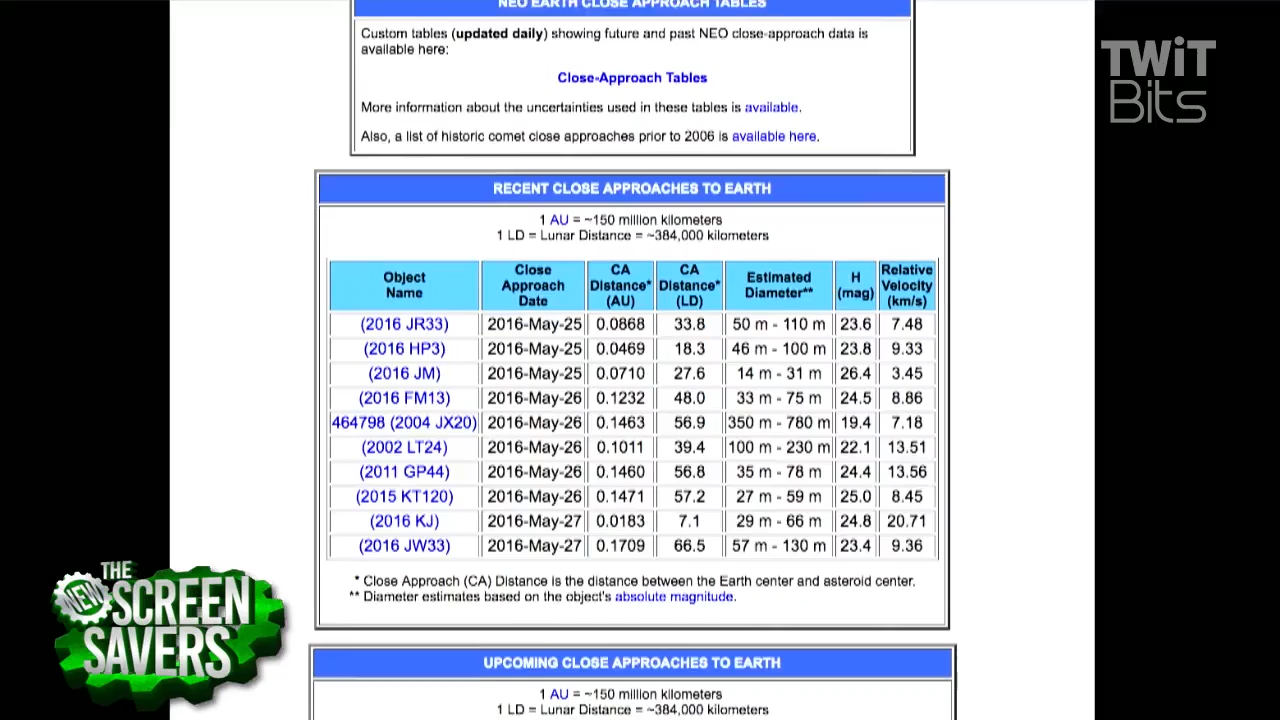 NEO EARTH CLOSE APPROACH TABLES
TWiT
Bits
Custom tables (updated daily) showing future and past NEO close-approach data is
available here:
Close-Approach Tables
More information about the uncertainties used in these tables is available.
Also, a list of historic comet close approaches prior to 2006 is available here.
RECENT CLOSE APPROACHES TO EARTH
1 AU = ~150 million kilometers
1 LD = Lunar Distance = ~384,000 kilometers
Object Name Close Approach Date CA Distance* (AU) CA Distance* (LD) Estimated Diameter** H (mag) Relative Velocity (km/s)
(2016 JR33) 2016-May-25 0.0868 33.8 50 m - 110 m 23.6 7.48
(2016 HP3) 2016-May-25 0.0469 18.3 46 m - 100 m 23.8 9.33
(2016 JM) 2016-May-25 0.0710 27.6 14 m - 31 m 26.4 3.45
(2016 FM13) 2016-May-26 0.1232 48.0 33 m - 75 m 24.5 8.86
464798 (2004 JX20) 2016-May-26 0.1463 56.9 350 m - 780 m 19.4 7.18
(2002 LT24) 2016-May-26 0.1011 39.4 100 m - 230 m 22.1 13.51
(2011 GP44) 2016-May-26 0.1460 56.8 35 m - 78 m 24.4 13.56
(2015 KT120) 2016-May-26 0.1471 57.2 27 m - 59 m 25.0 8.45
(2016 KJ) 2016-May-27 0.0183 7.1 29 m - 66 m 24.8 20.71
(2016 JW33) 2016-May-27 0.1709 66.5 57 m - 130 m 23.4 9.36
* Close Approach (CA) Distance is the distance between the Earth center and asteroid center.
** Diameter estimates based on the object's absolute magnitude.
THE
NEW SCREEN
SAVERS
UPCOMING CLOSE APPROACHES TO EARTH
1 AU = ~150 million kilometers
1 LD = Lunar Distance = ~384,000 kilometers